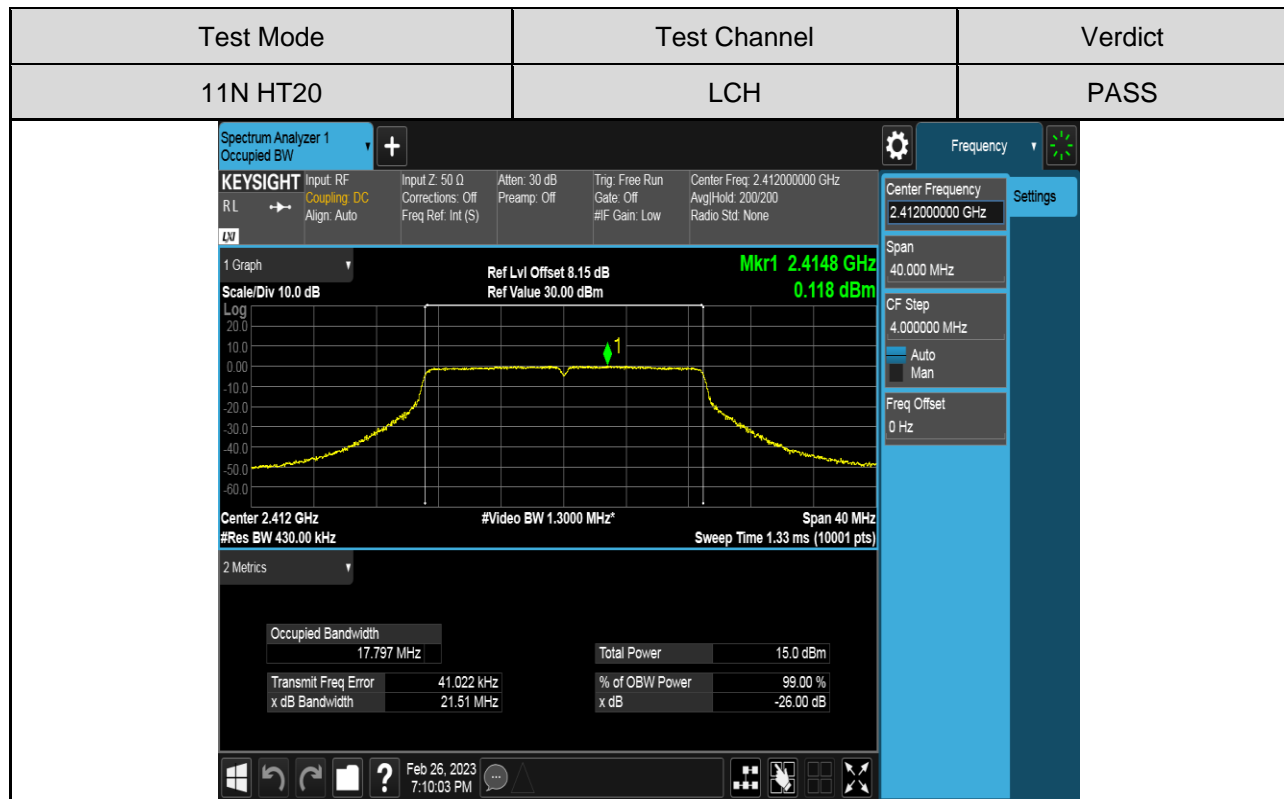 Test Mode Test Channel Verdict
11N HT20 LCH PASS
Spectrum Analyzer 1
Occupied BW
+
Frequency
KEYSIGHT
RL
LXI
Input: RF
Coupling: DC
Align: Auto
Input Z: 50 Ω
Corrections: Off
Freq Ref: Int (S)
Atten: 30 dB
Preamp: Off
Trig: Free Run
Gate: Off
#IF Gain: Low
Center Freq: 2.412000000 GHz
Avg|Hold: 200/200
Radio Std: None
Center Frequency
2.412000000 GHz
Settings
Span
40.000 MHz
CF Step
4.000000 MHz
Auto
Man
Freq Offset
0 Hz
1 Graph
Scale/Div 10.0 dB
Ref Lvl Offset 8.15 dB
Ref Value 30.00 dBm
Mkr1 2.4148 GHz
0.118 dBm
Log
20.0
10.0
0.00
-10.0
-20.0
-30.0
-40.0
-50.0
-60.0
1
Center 2.412 GHz #Video BW 1.3000 MHz* Span 40 MHz
#Res BW 430.00 kHz Sweep Time 1.33 ms (10001 pts)
2 Metrics
Occupied Bandwidth
17.797 MHz
Total Power 15.0 dBm
Transmit Freq Error 41.022 kHz % of OBW Power 99.00 %
x dB Bandwidth 21.51 MHz x dB -26.00 dB
?
Feb 26, 2023
7:10:03 PM